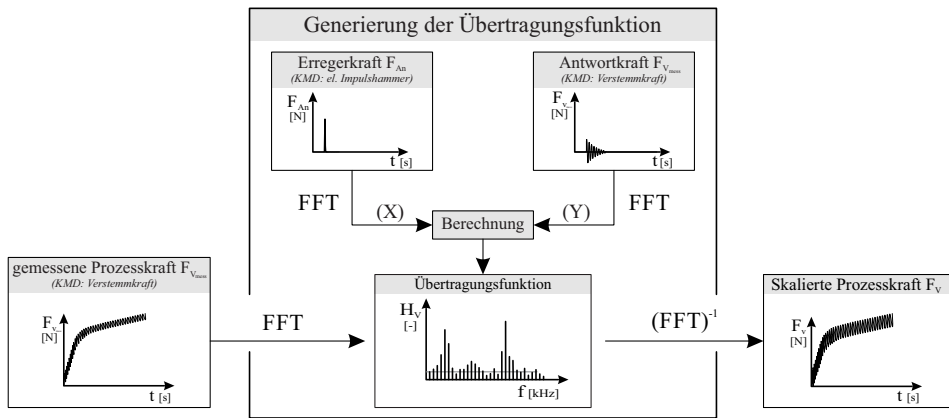 Generierung der Übertragungsfunktion
Erregerkraft F_An
(KMD: el. Impulshammer)
F_An
[N]
t [s]
Antwortkraft F_Vmess
(KMD: Verstemmkraft)
F_v
[N]
t [s]
FFT
(X)
Berechnung
(Y)
FFT
gemessene Prozesskraft F_Vmess
(KMD: Verstemmkraft)
F_v
[N]
t [s]
FFT
Übertragungsfunktion
H_V
[-]
f [kHz]
(FFT)^-1
Skalierte Prozesskraft F_V
F_v
[N]
t [s]